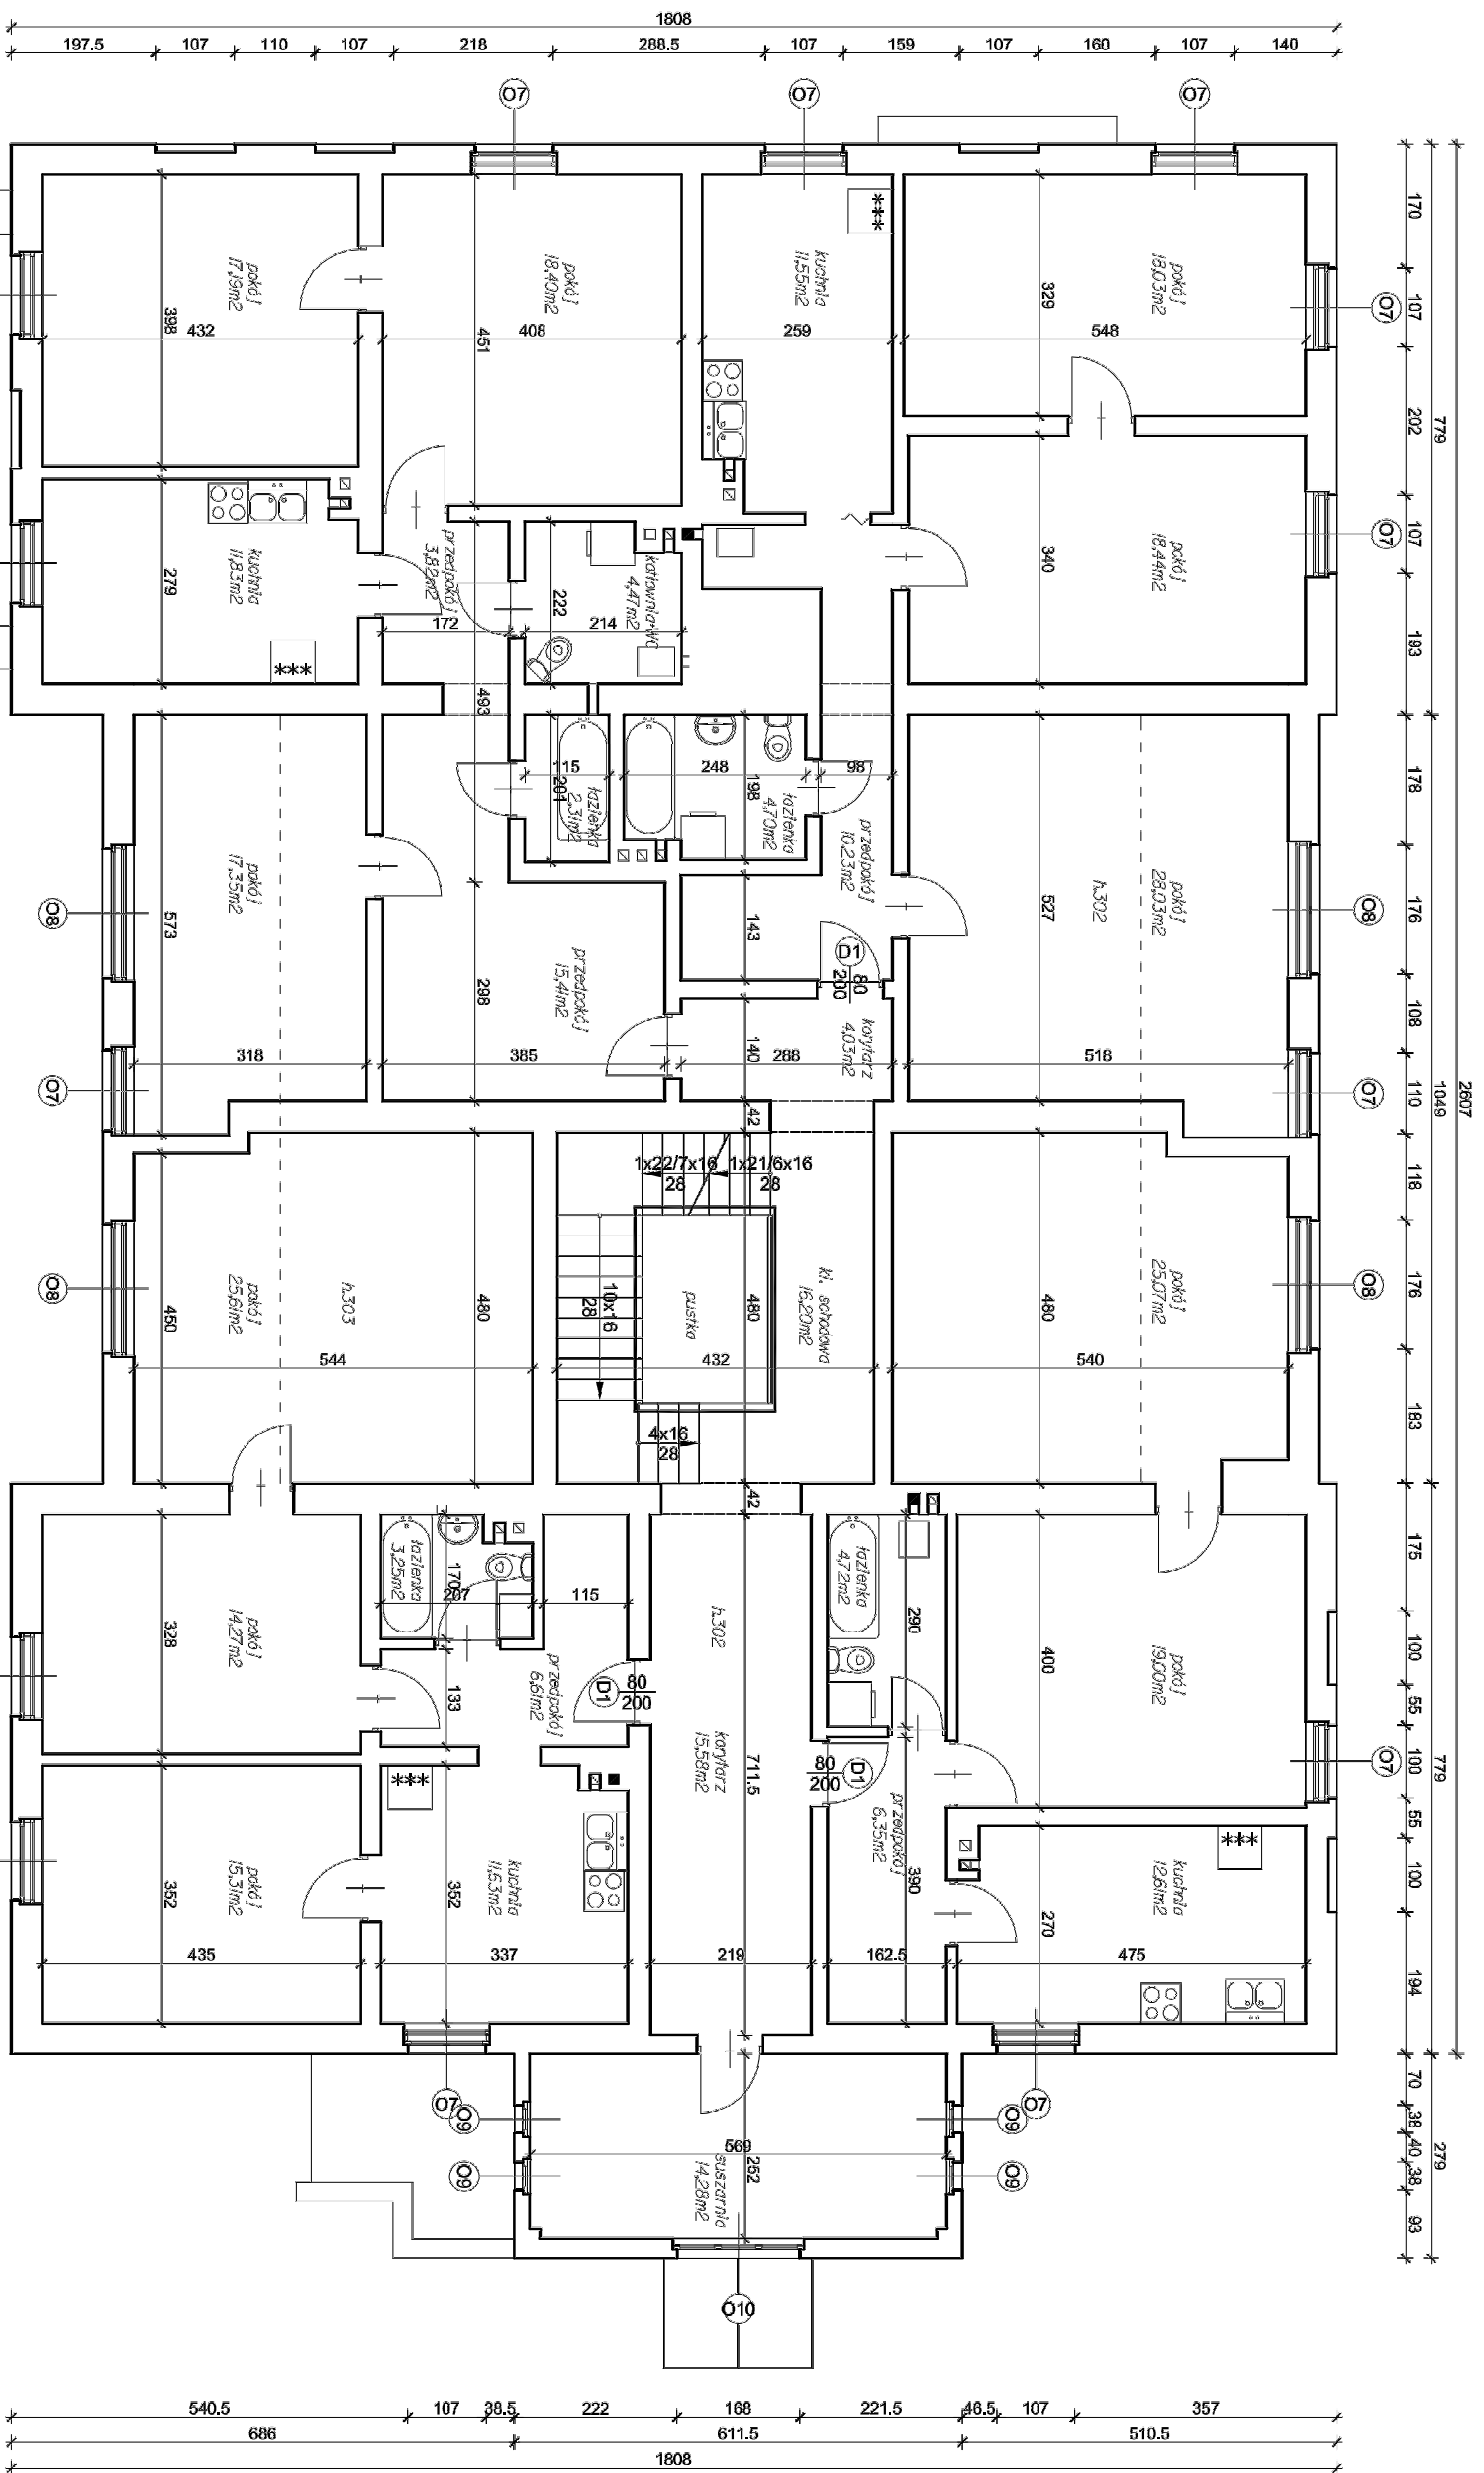 1808
197.5 107 110 107 218 288.5 107 159 107 160 107 140
O7 O7 O7
pokój
17,19m2
398
432
pokój
18,40m2
451
408
kuchnia
11,55m2
***
259
pokój
18,03m2
329
548
O7
170
107
202
779
kuchnia
11,83m2
279
***
przedpokój
3,82m2
172
kotłownia+WC
4,47m2
222
214
pokój
18,44m2
340
O7
107
193
493
łazienka
2,31m2
115
201
łazienka
4,70m2
248
198
98
przedpokój
10,23m2
143
D1
80
200
pokój
28,03m2
h.302
527
518
O8
O7
178
176
108
110
1049
2607
pokój
17,35m2
573
318
O8
O7
przedpokój
15,41m2
298
385
korytarz
4,03m2
140
288
42
1x22/7x16
28
1x21/6x16
28
10x16
28
pustka
480
kl. schodowa
16,20m2
432
4x16
28
42
pokój
25,61m2
h.303
450
480
544
O8
pokój
25,07m2
480
540
O8
118
176
183
pokój
14,27m2
328
łazienka
3,25m2
170
207
115
przedpokój
6,61m2
133
D1
80
200
h.302
korytarz
15,58m2
711.5
219
łazienka
4,72m2
290
80
200
D1
przedpokój
6,35m2
390
162.5
pokój
19,00m2
400
O7
175
100
55
100
55
100
194
779
pokój
15,31m2
352
435
***
kuchnia
11,63m2
352
337
***
kuchnia
12,61m2
270
475
O7 O7
O9 O9
O9 O9
569
252
suszarnia
14,28m2
70
38
40
38
93
279
O10
540.5 107 38.5 222 168 221.5 46.5 107 357
686 611.5 510.5
1808